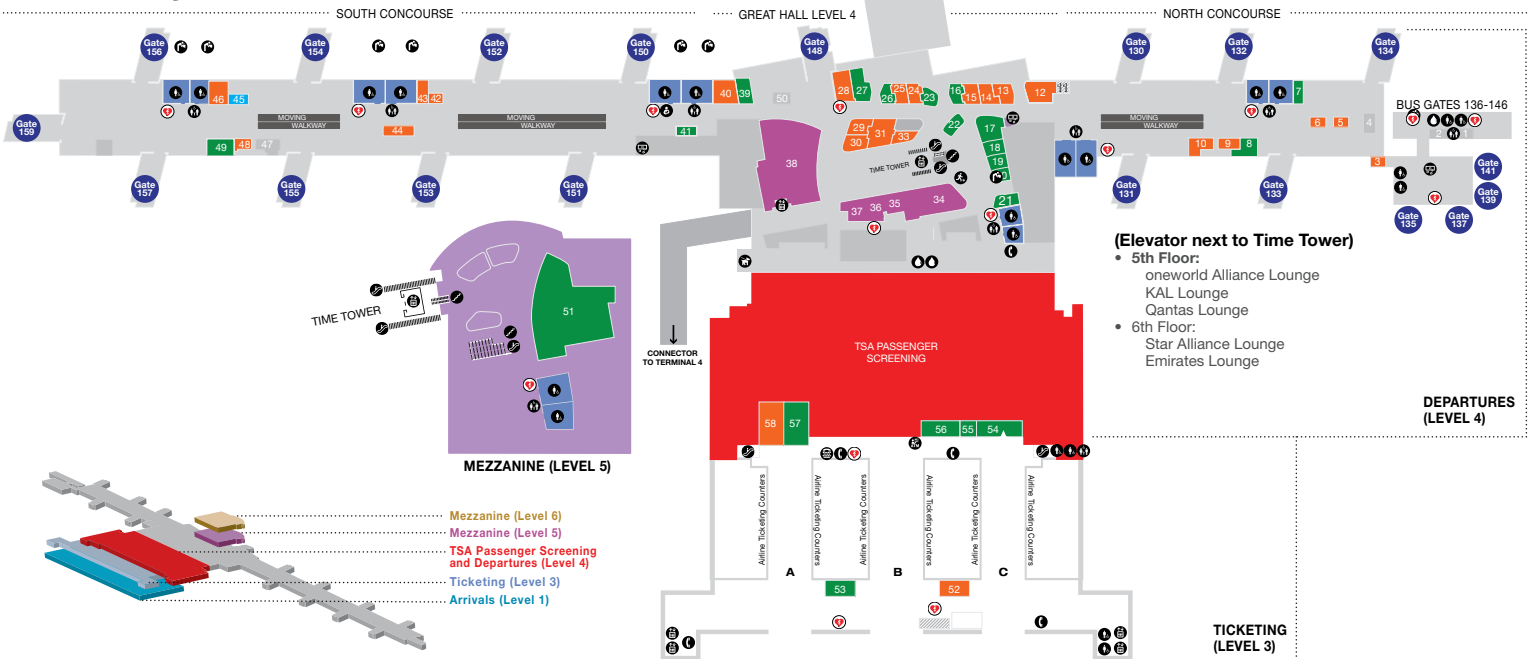 SOUTH CONCOURSE
GREAT HALL LEVEL 4
NORTH CONCOURSE
Gate 156
Gate 154
Gate 152
Gate 150
Gate 148
Gate 130
Gate 132
Gate 134
46
45
43
42
40
39
50
28
27
26
25
24
23
16
15
14
13
12
7
BUS GATES 136-146
Gate 159
MOVING
WALKWAY
MOVING
WALKWAY
MOVING
WALKWAY
44
41
49
48
47
38
29
30
31
33
22
17
18
19
TIME TOWER
6
5
4
2
1
10
9
8
3
Gate 157
Gate 155
Gate 153
Gate 151
37
36
35
34
21
Gate 131
Gate 133
Gate 141
Gate 139
Gate 135
Gate 137
(Elevator next to Time Tower)
• 5th Floor:
oneworld Alliance Lounge
KAL Lounge
Qantas Lounge
• 6th Floor:
Star Alliance Lounge
Emirates Lounge
TIME TOWER
51
CONNECTOR
TO TERMINAL 4
TSA PASSENGER
SCREENING
DEPARTURES
(LEVEL 4)
58
57
56
55
54
MEZZANINE (LEVEL 5)
Airline Ticketing Counters
Airline Ticketing Counters
Airline Ticketing Counters
Airline Ticketing Counters
Airline Ticketing Counters
Airline Ticketing Counters
A
B
C
53
52
Mezzanine (Level 6)
Mezzanine (Level 5)
TSA Passenger Screening
and Departures (Level 4)
Ticketing (Level 3)
Arrivals (Level 1)
TICKETING
(LEVEL 3)